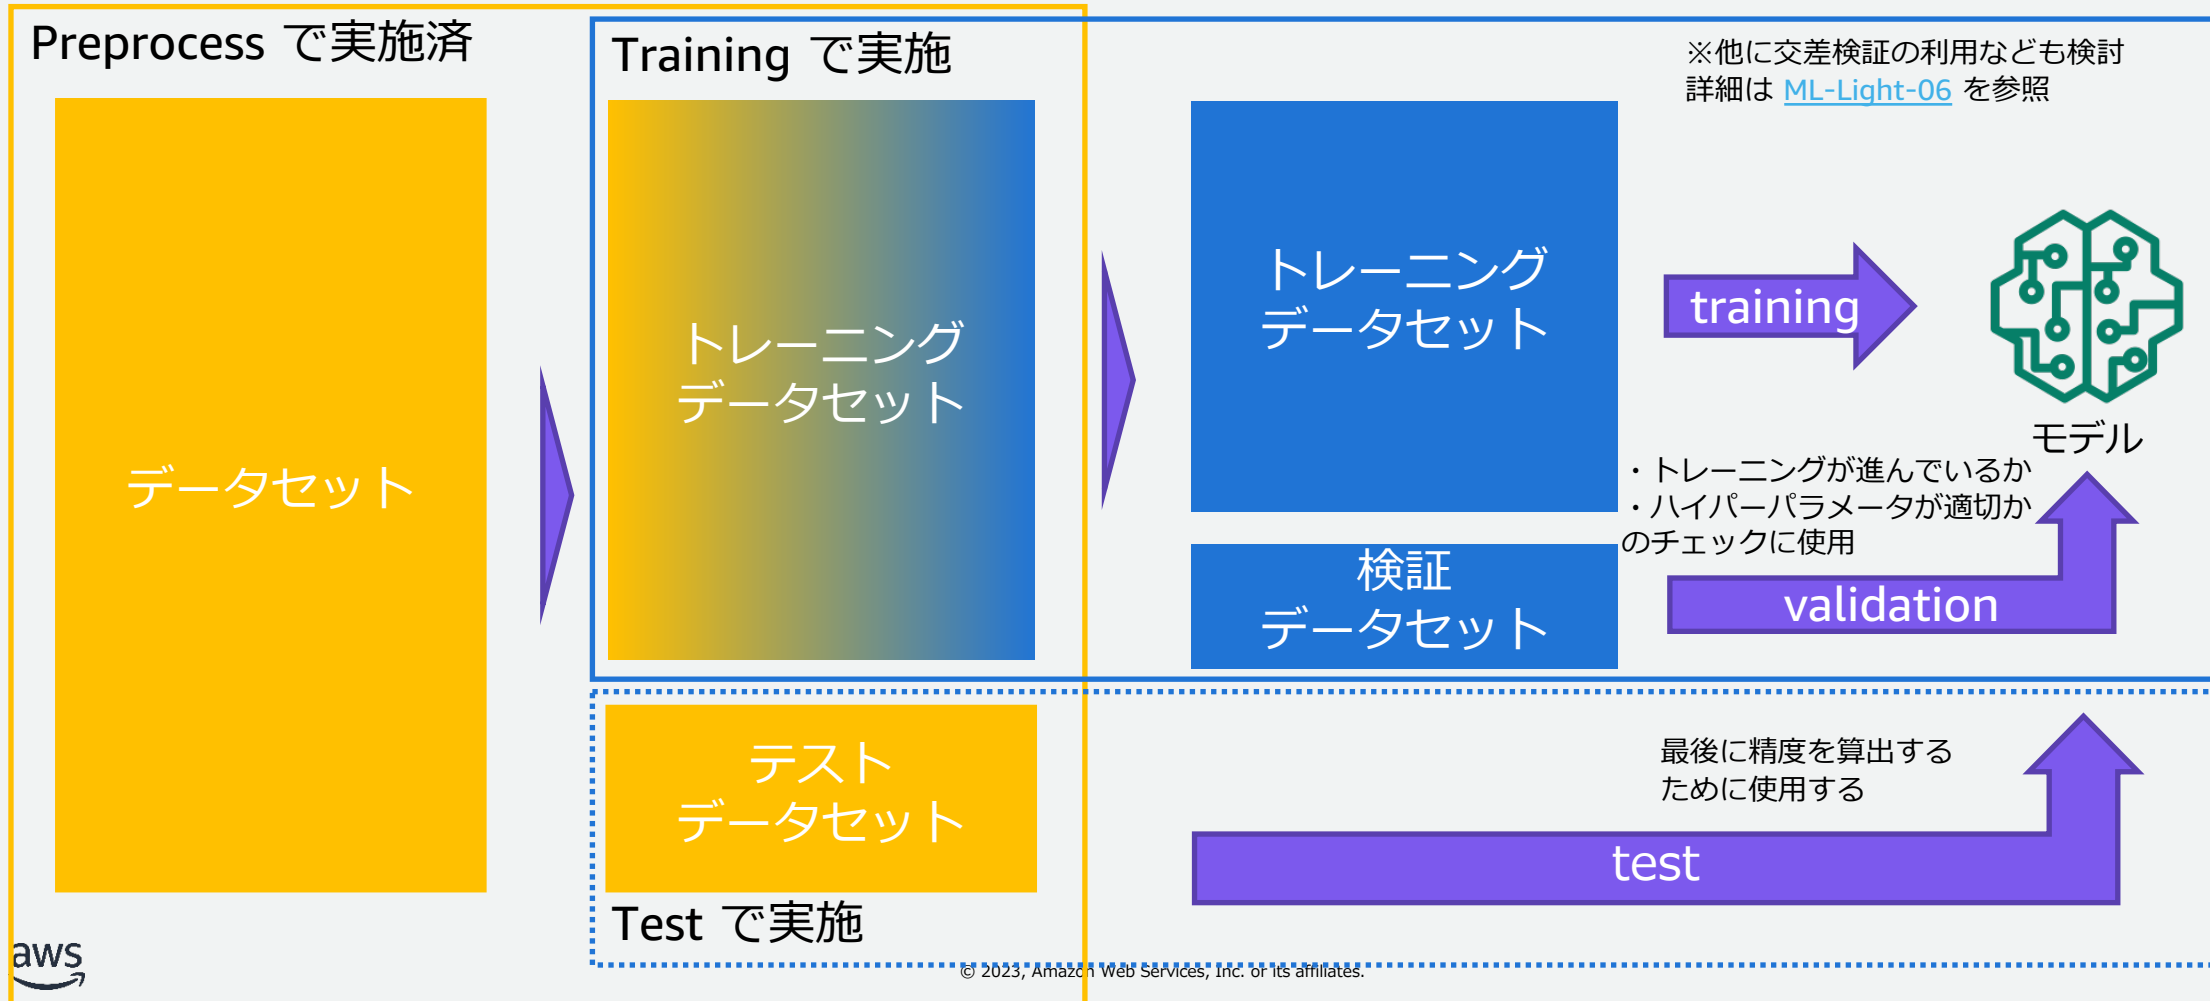 Preprocess で実施済
Training で実施
※他に交差検証の利用なども検討
詳細は ML-Light-06 を参照
データセット
トレーニング
データセット
トレーニング
データセット
training
モデル
・トレーニングが進んでいるか
・ハイパーパラメータが適切か
のチェックに使用
検証
データセット
validation
テスト
データセット
最後に精度を算出する
ために使用する
test
Test で実施
aws
© 2023, Amazon Web Services, Inc. or its affiliates.